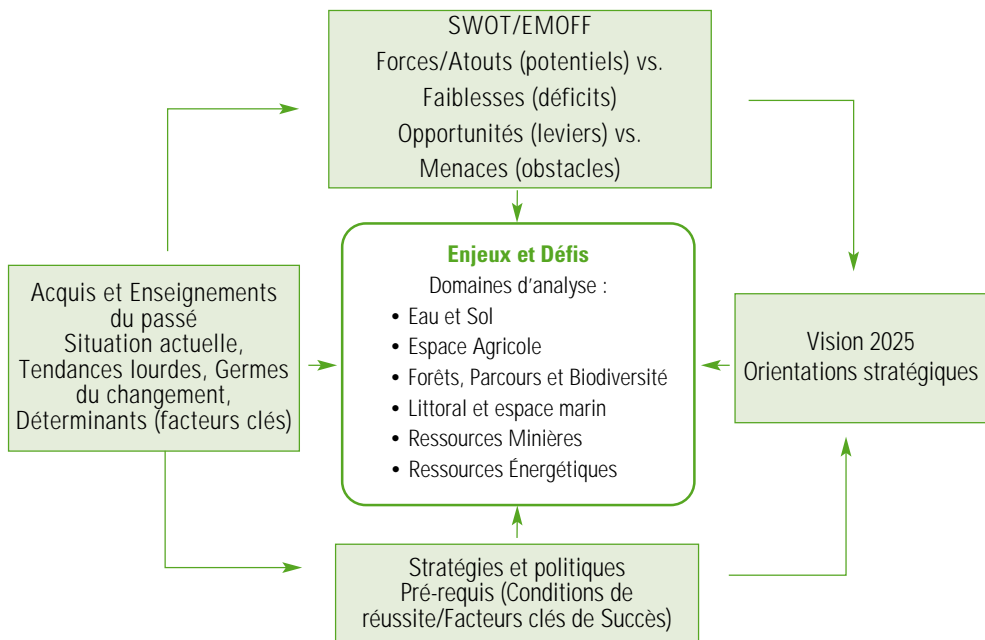 SWOT/EMOFF
Forces/Atouts (potentiels) vs.
Faiblesses (déficits)
Opportunités (leviers) vs.
Menaces (obstacles)
Acquis et Enseignements
du passé
Situation actuelle,
Tendances lourdes, Germes
du changement,
Déterminants (facteurs clés)
Enjeux et Défis
Domaines d'analyse :
• Eau et Sol
• Espace Agricole
• Forêts, Parcours et Biodiversité
• Littoral et espace marin
• Ressources Minières
• Ressources Énergétiques
Vision 2025
Orientations stratégiques
Stratégies et politiques
Pré-requis (Conditions de
réussite/Facteurs clés de Succès)